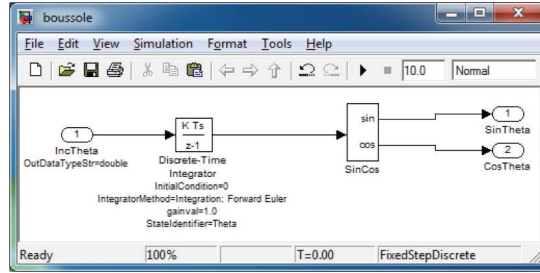 boussole
File Edit View Simulation Format Tools Help
10.0 Normal
1
IncTheta
OutDataTypeStr=double
K Ts
z-1
Discrete-Time
Integrator
InitialCondition=0
IntegratorMethod=Integration: Forward Euler
gainval=1.0
StateIdentifier=Theta
sin
cos
SinCos
1
SinTheta
2
CosTheta
Ready 100% T=0.00 FixedStepDiscrete